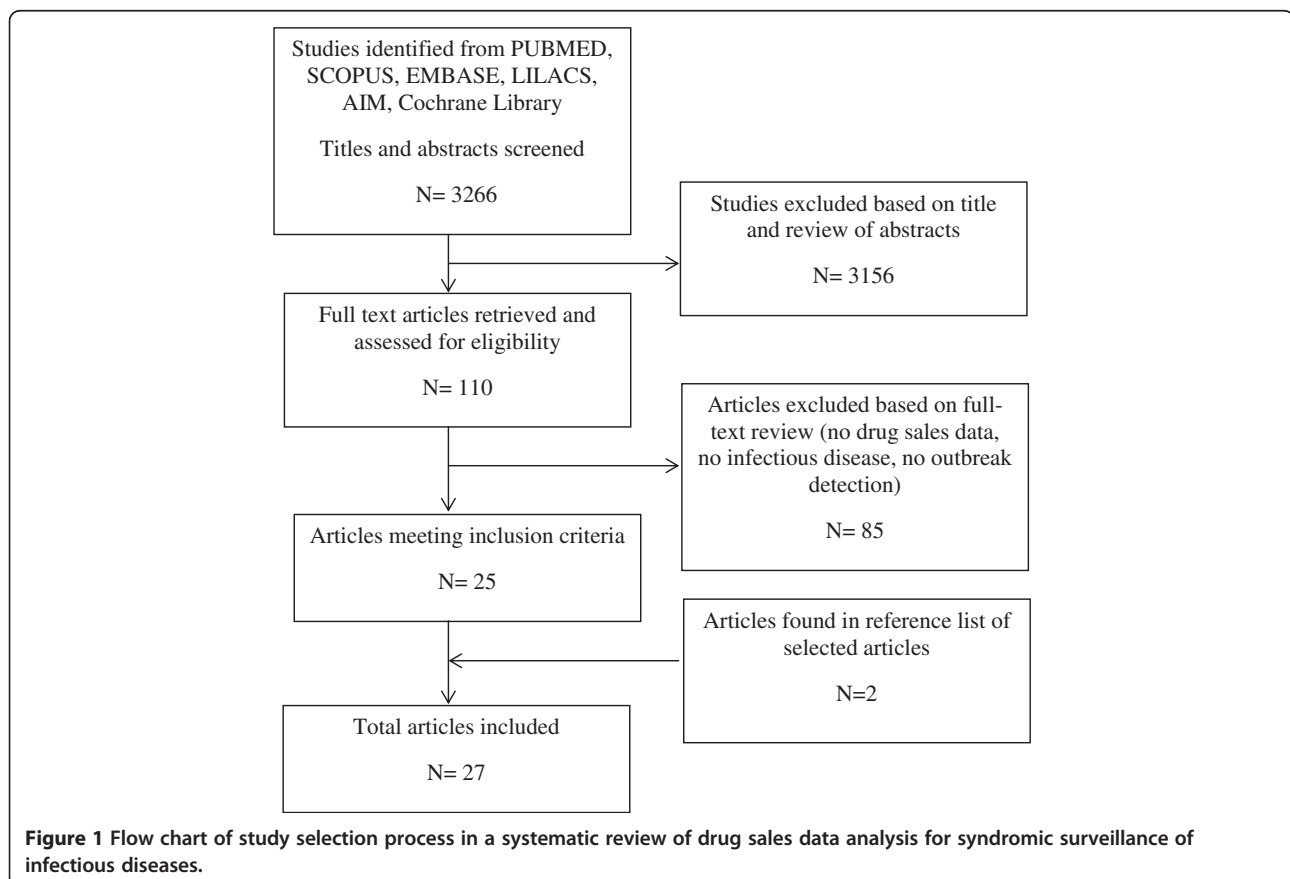 Studies identified from PUBMED,
SCOPUS, EMBASE, LILACS,
AIM, Cochrane Library
Titles and abstracts screened
N= 3266
Studies excluded based on title
and review of abstracts
N= 3156
Full text articles retrieved and
assessed for eligibility
N= 110
Articles excluded based on full-
text review (no drug sales data,
no infectious disease, no outbreak
detection)
N= 85
Articles meeting inclusion criteria
N= 25
Articles found in reference list of
selected articles
N=2
Total articles included
N= 27
Figure 1 Flow chart of study selection process in a systematic review of drug sales data analysis for syndromic surveillance of
infectious diseases.